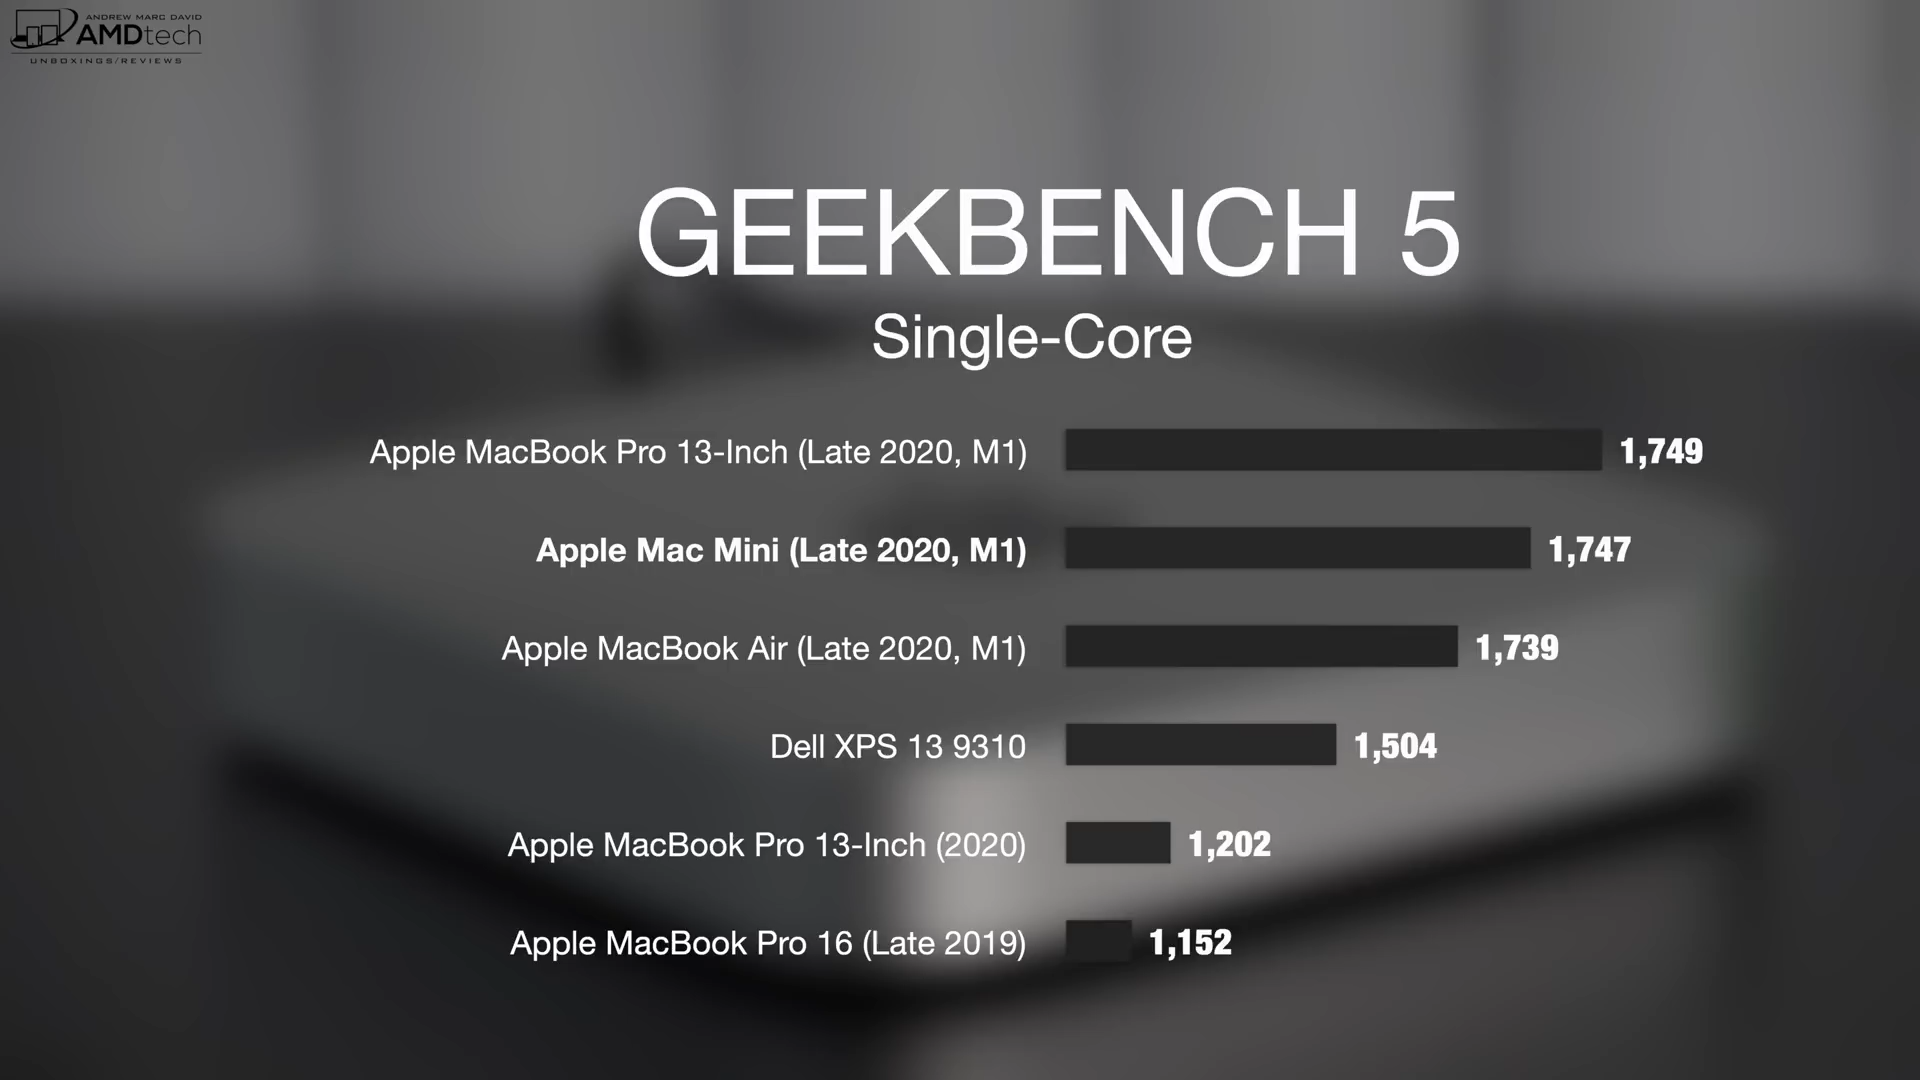 ANDREW MARC DAVID
AMDtech
UNBOXINGS/REVIEWS
GEEKBENCH 5
Single-Core
Apple MacBook Pro 13-Inch (Late 2020, M1) 1,749
Apple Mac Mini (Late 2020, M1) 1,747
Apple MacBook Air (Late 2020, M1) 1,739
Dell XPS 13 9310 1,504
Apple MacBook Pro 13-Inch (2020) 1,202
Apple MacBook Pro 16 (Late 2019) 1,152